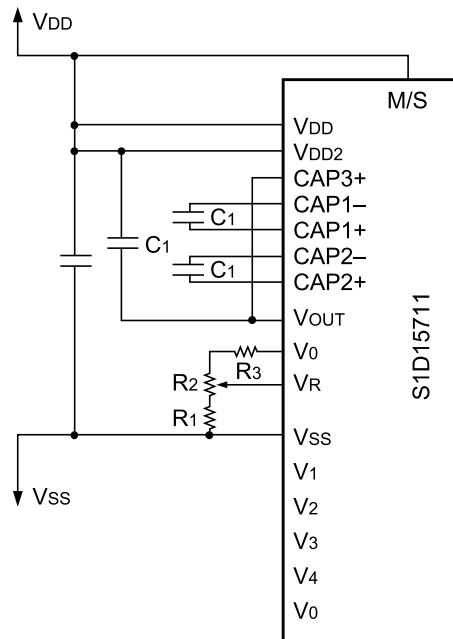 VDD
M/S
VDD
VDD2
CAP3+
CAP1–
C1
CAP1+
C1
CAP2–
C1
CAP2+
VOUT
V0
R3
R2
VR
R1
VSS
VSS
V1
V2
V3
V4
V0
S1D15711